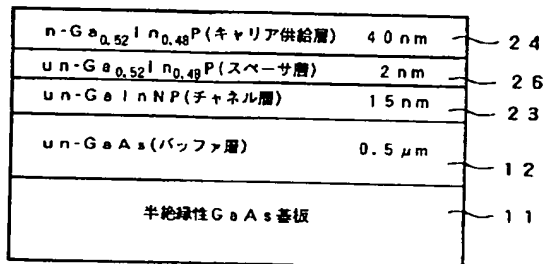 n-Ga0.52In0.48P(キャリア供給層) 40nm 24
un-Ga0.52In0.48P(スペーサ層) 2nm 26
un-GaInNP(チャネル層) 15nm 23
un-GaAs(バッファ層) 0.5μm 12
半絶縁性GaAs基板 11